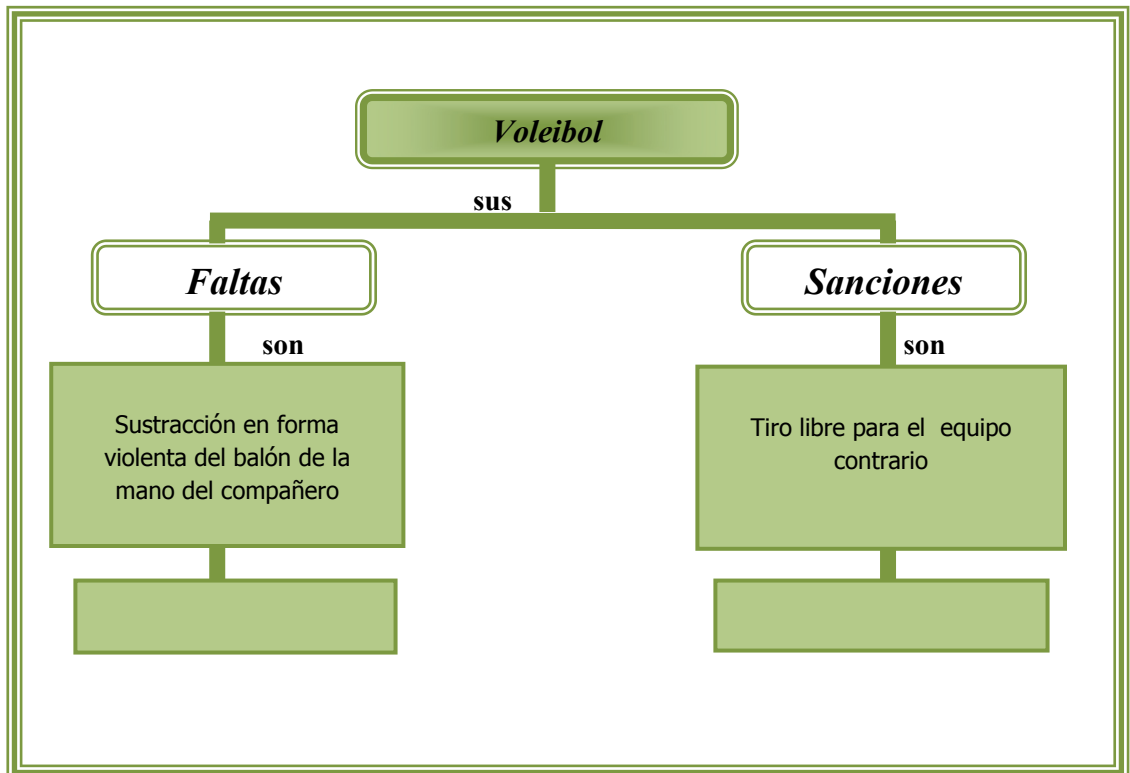 Voleibol
sus
Faltas
Sanciones
son
son
Sustracción en forma
violenta del balón de la
mano del compañero
Tiro libre para el equipo
contrario